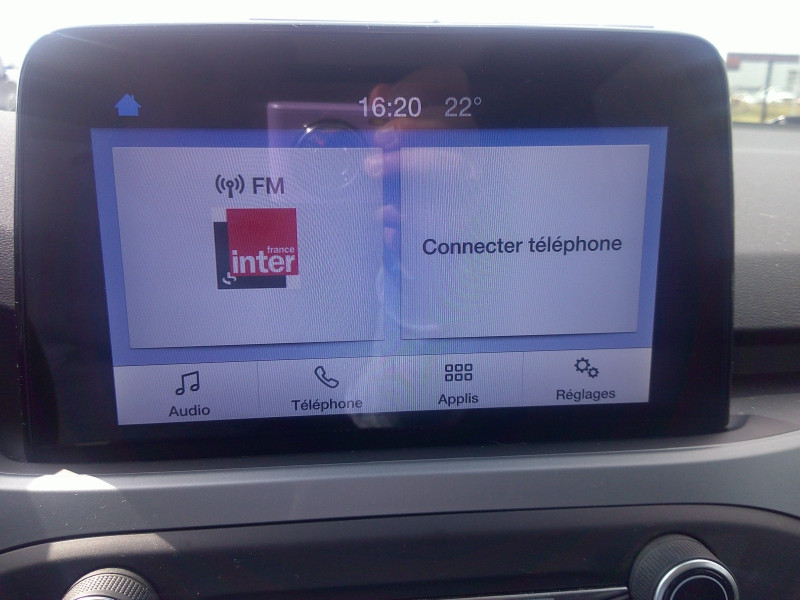 16:20 22°
FM
france
inter
Connecter téléphone
Audio
Téléphone
Applis
Réglages